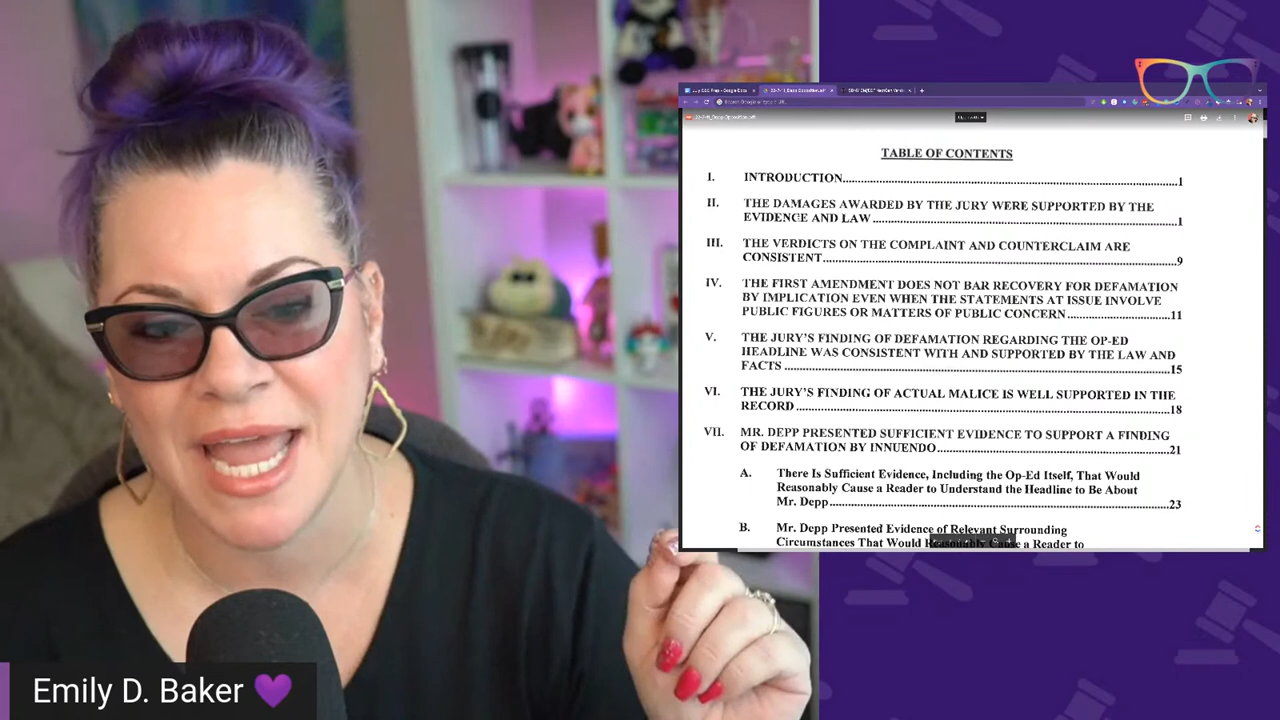 Emily D. Baker 💜
TABLE OF CONTENTS
I. INTRODUCTION..........1
II. THE DAMAGES AWARDED BY THE JURY WERE SUPPORTED BY THE
EVIDENCE AND LAW..........1
III. THE VERDICTS ON THE COMPLAINT AND COUNTERCLAIM ARE
CONSISTENT..........9
IV. THE FIRST AMENDMENT DOES NOT BAR RECOVERY FOR DEFAMATION
BY IMPLICATION EVEN WHEN THE STATEMENTS AT ISSUE INVOLVE
PUBLIC FIGURES OR MATTERS OF PUBLIC CONCERN..........11
V. THE JURY'S FINDING OF DEFAMATION REGARDING THE OP-ED
HEADLINE WAS CONSISTENT WITH AND SUPPORTED BY THE LAW AND
FACTS..........15
VI. THE JURY'S FINDING OF ACTUAL MALICE IS WELL SUPPORTED IN THE
RECORD..........18
VII. MR. DEPP PRESENTED SUFFICIENT EVIDENCE TO SUPPORT A FINDING
OF DEFAMATION BY INNUENDO..........21
A. There Is Sufficient Evidence, Including the Op-Ed Itself, That Would
Reasonably Cause a Reader to Understand the Headline to Be About
Mr. Depp..........23
B. Mr. Depp Presented Evidence of Relevant Surrounding
Circumstances That Would Reasonably Cause a Reader to